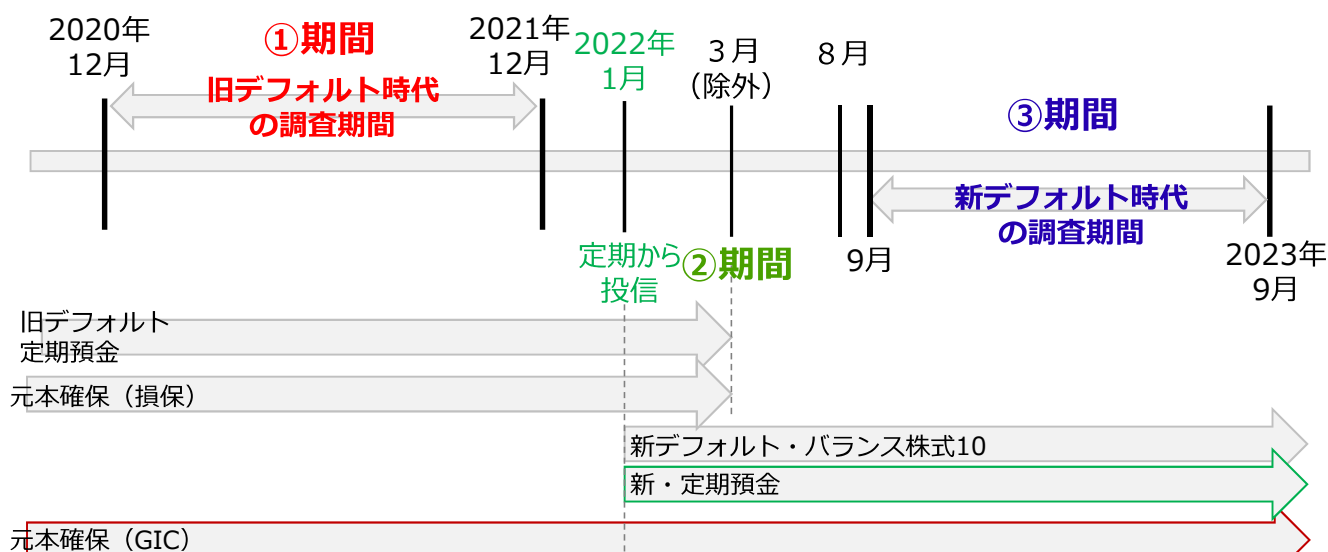 2020年
12月
①期間
旧デフォルト時代
の調査期間
2021年
12月
2022年
1月
３月
（除外）
８月
③期間
新デフォルト時代
の調査期間
定期から
投信
②期間
9月
2023年
9月
旧デフォルト
定期預金
元本確保（損保）
新デフォルト・バランス株式10
新・定期預金
元本確保（GIC）